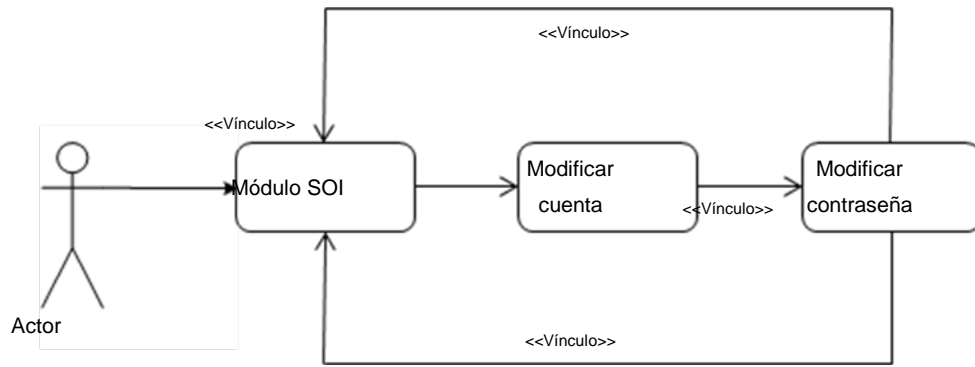 <<Vínculo>>
<<Vínculo>>
Módulo SOI
Modificar
cuenta
<<Vínculo>>
Modificar
contraseña
Actor
<<Vínculo>>